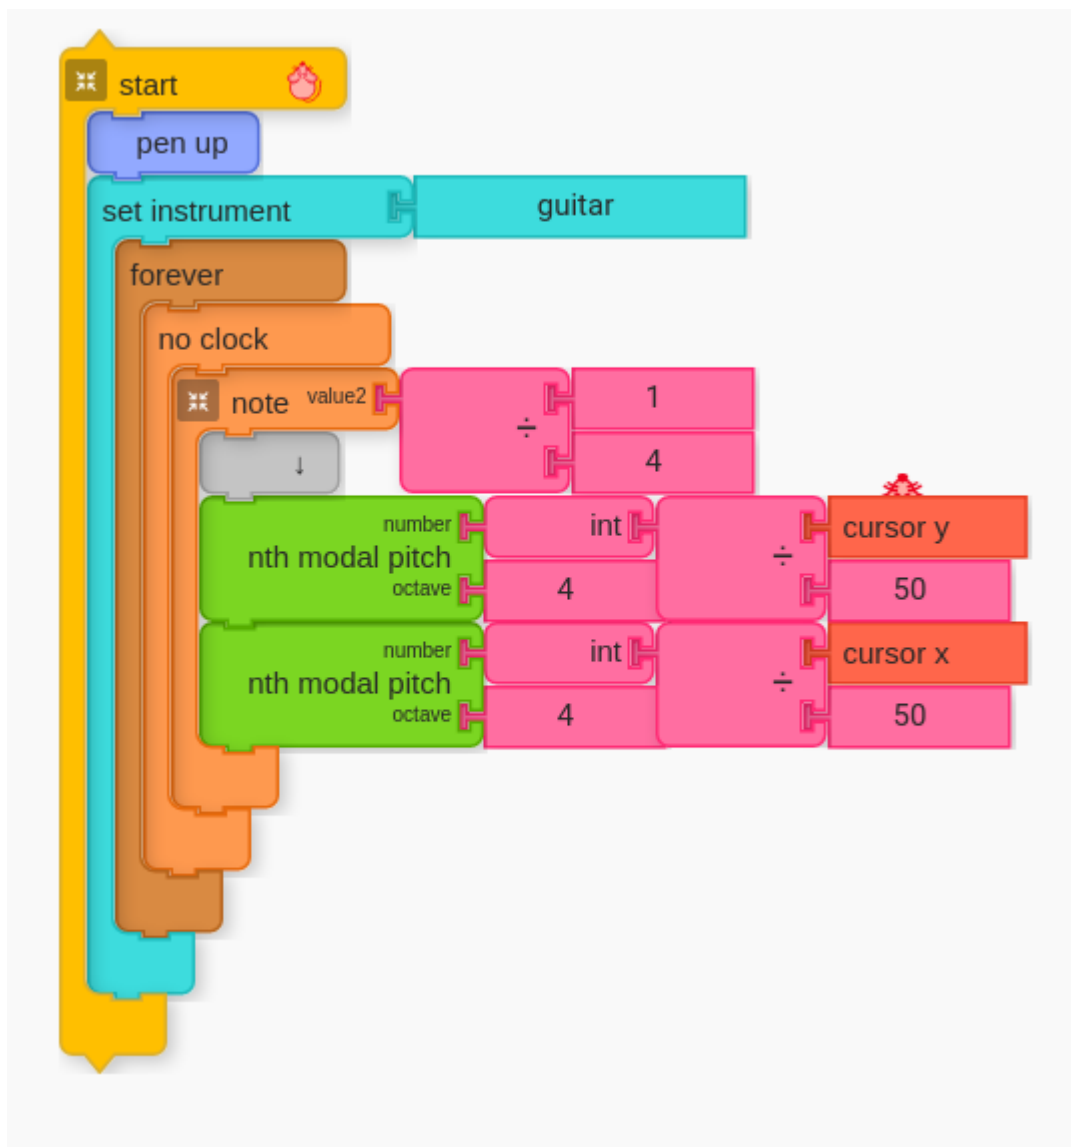 start
pen up
set instrument guitar
forever
no clock
note value2 ÷ 1
4
↓
number int ÷ cursor y
nth modal pitch
octave 4 50
number int ÷ cursor x
nth modal pitch
octave 4 50